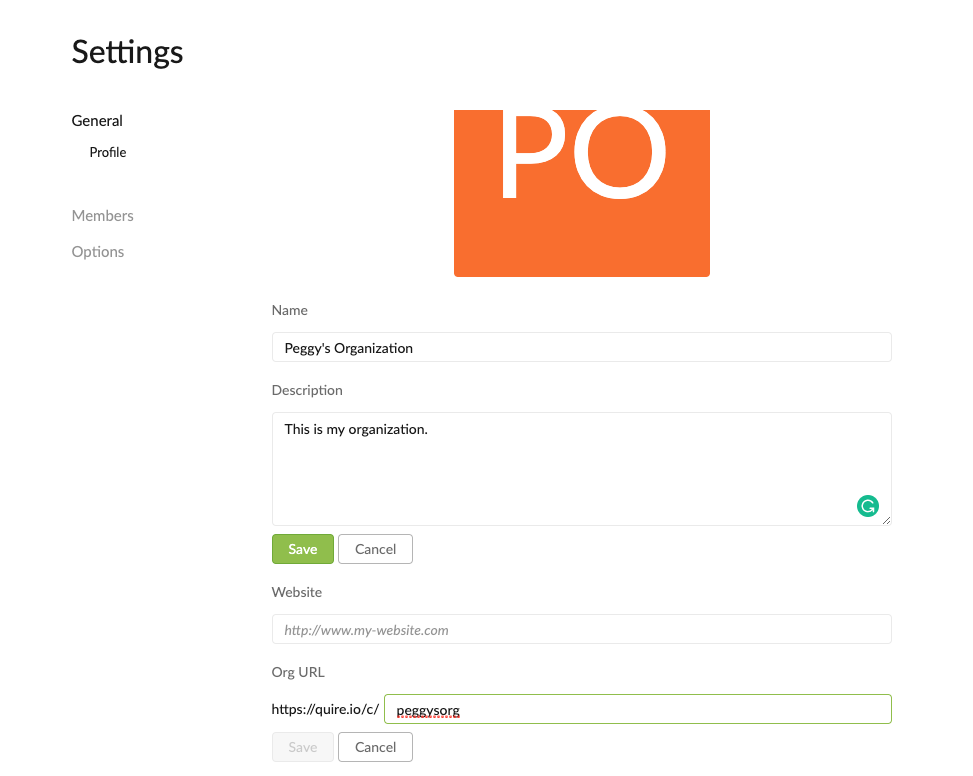 Settings
General
Profile
Members
Options
PO
Name
Peggy's Organization
Description
This is my organization.
Save Cancel
Website
http://www.my-website.com
Org URL
https://quire.io/c/ peggysorg
Save Cancel